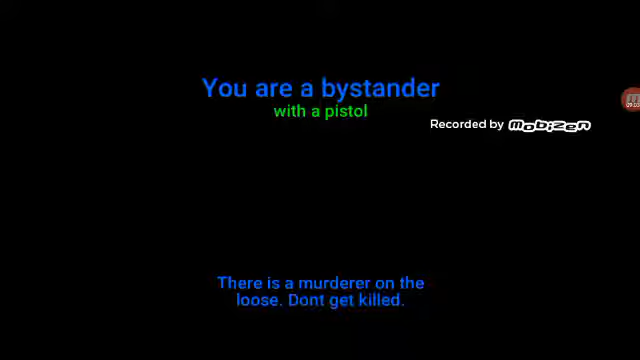 You are a bystander
with a pistol
Recorded by mobizen
There is a murderer on the
loose. Dont get killed.